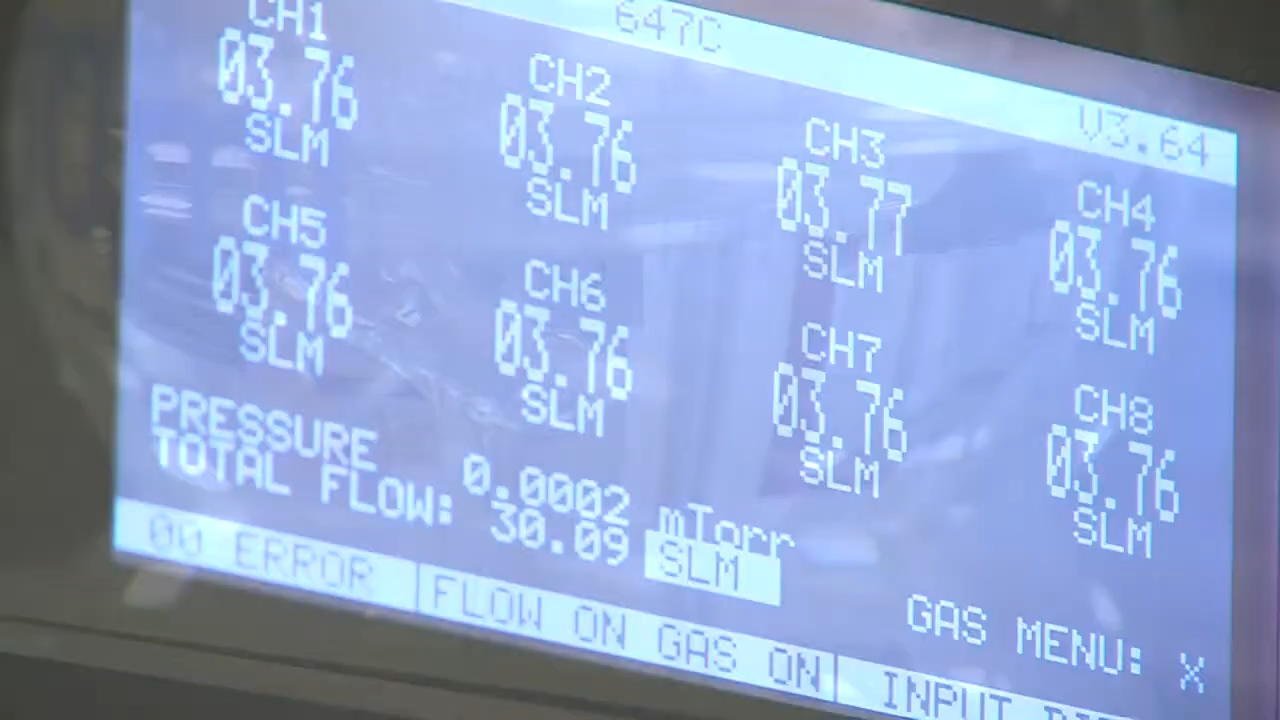 647C V3.64
CH1 CH2 CH3 CH4
03.76 03.76 03.77 03.76
SLM SLM SLM SLM
CH5 CH6 CH7 CH8
03.76 03.76 03.76 03.76
SLM SLM SLM SLM
PRESSURE 0.0002 mTorr
TOTAL FLOW: 30.09 SLM
GAS MENU: X
00 ERROR FLOW ON GAS ON INPUT